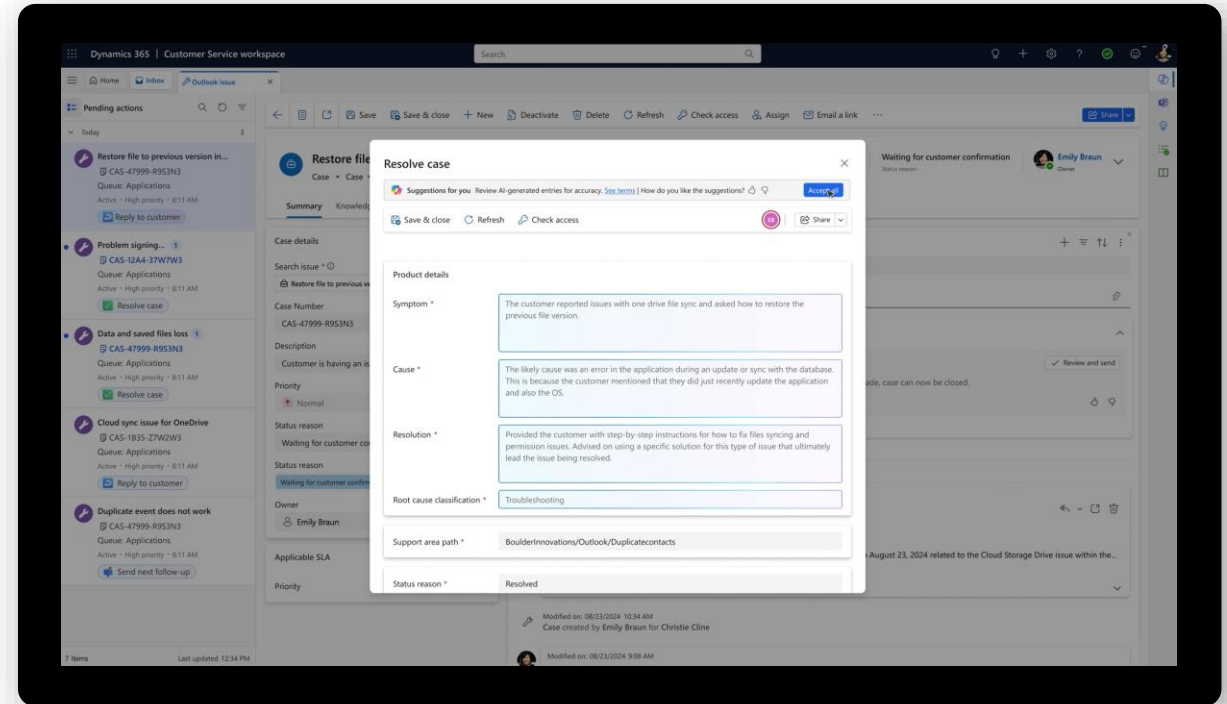 Dynamics 365 | Customer Service workspace
Search
Home
Inbox
Outlook issue
Pending actions
Today
3
Restore file to previous version in...
CAS-47999-R9S3N3
Queue: Applications
Active • High priority • 8:11 AM
Reply to customer
Problem signing... 1
CAS-12A4-37W7W3
Queue: Applications
Active • High priority • 8:11 AM
Resolve case
Data and saved files loss 1
CAS-47999-R9S3N3
Queue: Applications
Active • High priority • 8:11 AM
Resolve case
Cloud sync issue for OneDrive
CAS-1835-Z7W2W3
Queue: Applications
Active • High priority • 8:11 AM
Reply to customer
Duplicate event does not work
CAS-47999-R9S3N3
Queue: Applications
Active • High priority • 8:11 AM
Send next follow-up
7 items
Last updated 12:34 PM
Save
Save & close
New
Deactivate
Delete
Refresh
Check access
Assign
Email a link
Share
Restore file
Case • Case •
Waiting for customer confirmation
Status reason
Emily Braun
Owner
Summary
Case details
Search issue *
Restore file to previous ve
Case Number
CAS-47999-R9S3N3
Description
Customer is having an is
Priority
Normal
Status reason
Waiting for customer co
Status reason
Waiting for customer confirm
Owner
Emily Braun
Applicable SLA
Priority
Resolve case
Suggestions for you Review AI-generated entries for accuracy. See terms | How do you like the suggestions?
Accept all
Save & close
Refresh
Check access
Share
Product details
Symptom *
The customer reported issues with one drive file sync and asked how to restore the
previous file version.
Cause *
The likely cause was an error in the application during an update or sync with the database.
This is because the customer mentioned that they did just recently update the application
and also the OS.
Resolution *
Provided the customer with step-by-step instructions for how to fix files syncing and
permission issues. Advised on using a specific solution for this type of issue that ultimately
lead the issue being resolved.
Root cause classification *
Troubleshooting
Support area path *
BoulderInnovations/Outlook/Duplicatecontacts
Status reason *
Resolved
Review and send
ade, case can now be closed.
August 23, 2024 related to the Cloud Storage Drive issue within the...
Modified on: 08/23/2024 10:34 AM
Case created by Emily Braun for Christie Cline
Modified on: 08/23/2024 9:08 AM